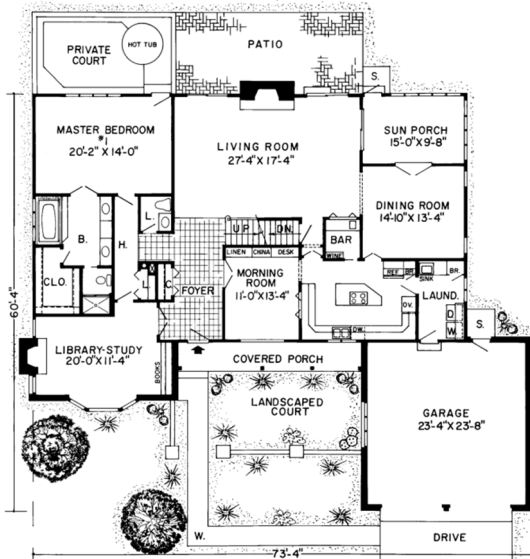 PRIVATE
COURT
HOT TUB
PATIO
S.
MASTER BEDROOM
#1
20'-2" X 14'-0"
LIVING ROOM
27'-4" X 17'-4"
SUN PORCH
15'-0" X 9'-8"
DINING ROOM
14'-10" X 13'-4"
L.
UP
DN.
BAR
WINE
B.
H.
LINEN
CHINA
DESK
MORNING
ROOM
11'-0" X 13'-4"
REF.
BR.
SINK
BR.
CLO.
L.
C.
FOYER
OV.
LAUND.
D
W
S.
DW.
60'-4"
LIBRARY-STUDY
20'-0" X 11'-4"
BOOKS
COVERED PORCH
LANDSCAPED
COURT
GARAGE
23'-4" X 23'-8"
W.
DRIVE
73'-4"